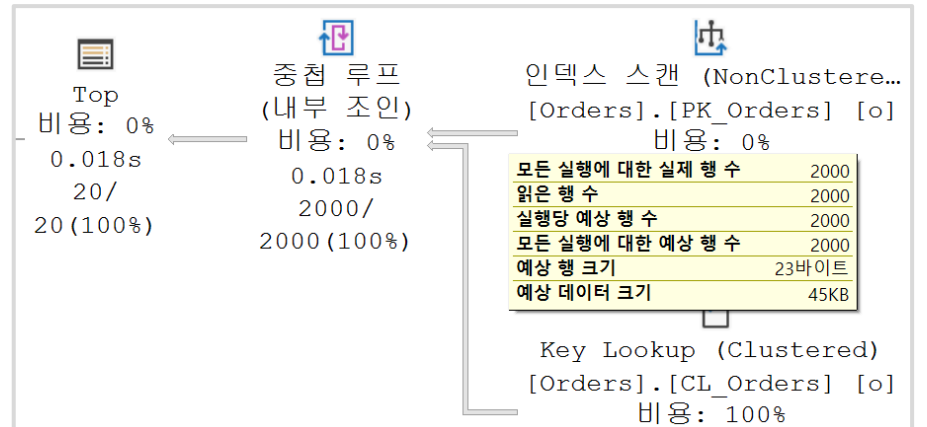 Top
비용: 0%
0.018s
20/
20(100%)
중첩 루프
(내부 조인)
비용: 0%
0.018s
2000/
2000(100%)
인덱스 스캔 (NonClustere…
[Orders].[PK_Orders] [o]
비용: 0%
모든 실행에 대한 실제 행 수 2000
읽은 행 수 2000
실행당 예상 행 수 2000
모든 실행에 대한 예상 행 수 2000
예상 행 크기 23바이트
예상 데이터 크기 45KB
Key Lookup (Clustered)
[Orders].[CL_Orders] [o]
비용: 100%